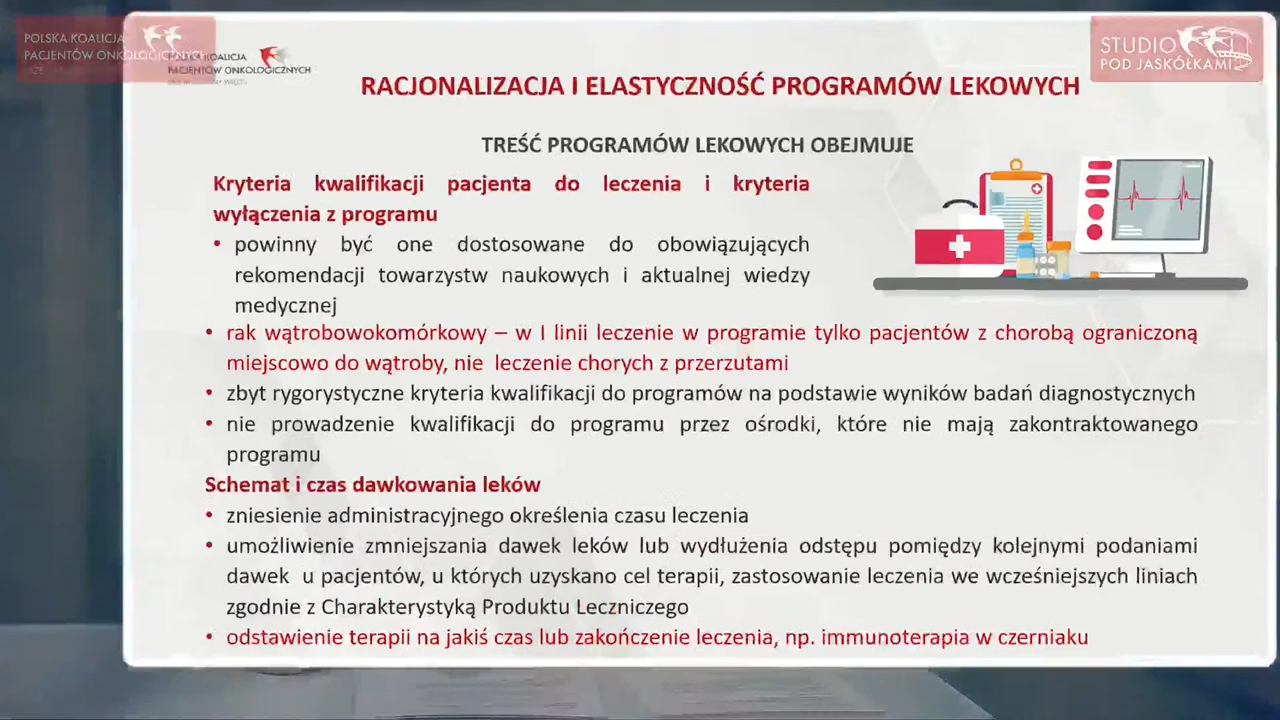 POLSKA KOALICJA
PACJENTÓW ONKOLOGICZNYCH
KOALICJA
PACJENTÓW ONKOLOGICZNYCH
STUDIO
POD JASKÓŁKAMI
RACJONALIZACJA I ELASTYCZNOŚĆ PROGRAMÓW LEKOWYCH
TREŚĆ PROGRAMÓW LEKOWYCH OBEJMUJE
Kryteria kwalifikacji pacjenta do leczenia i kryteria
wyłączenia z programu
• powinny być one dostosowane do obowiązujących
rekomendacji towarzystw naukowych i aktualnej wiedzy
medycznej
• rak wątrobowokomórkowy – w I linii leczenie w programie tylko pacjentów z chorobą ograniczoną
miejscowo do wątroby, nie leczenie chorych z przerzutami
• zbyt rygorystyczne kryteria kwalifikacji do programów na podstawie wyników badań diagnostycznych
• nie prowadzenie kwalifikacji do programu przez ośrodki, które nie mają zakontraktowanego
programu
Schemat i czas dawkowania leków
• zniesienie administracyjnego określenia czasu leczenia
• umożliwienie zmniejszania dawek leków lub wydłużenia odstępu pomiędzy kolejnymi podaniami
dawek u pacjentów, u których uzyskano cel terapii, zastosowanie leczenia we wcześniejszych liniach
zgodnie z Charakterystyką Produktu Leczniczego
• odstawienie terapii na jakiś czas lub zakończenie leczenia, np. immunoterapia w czerniaku